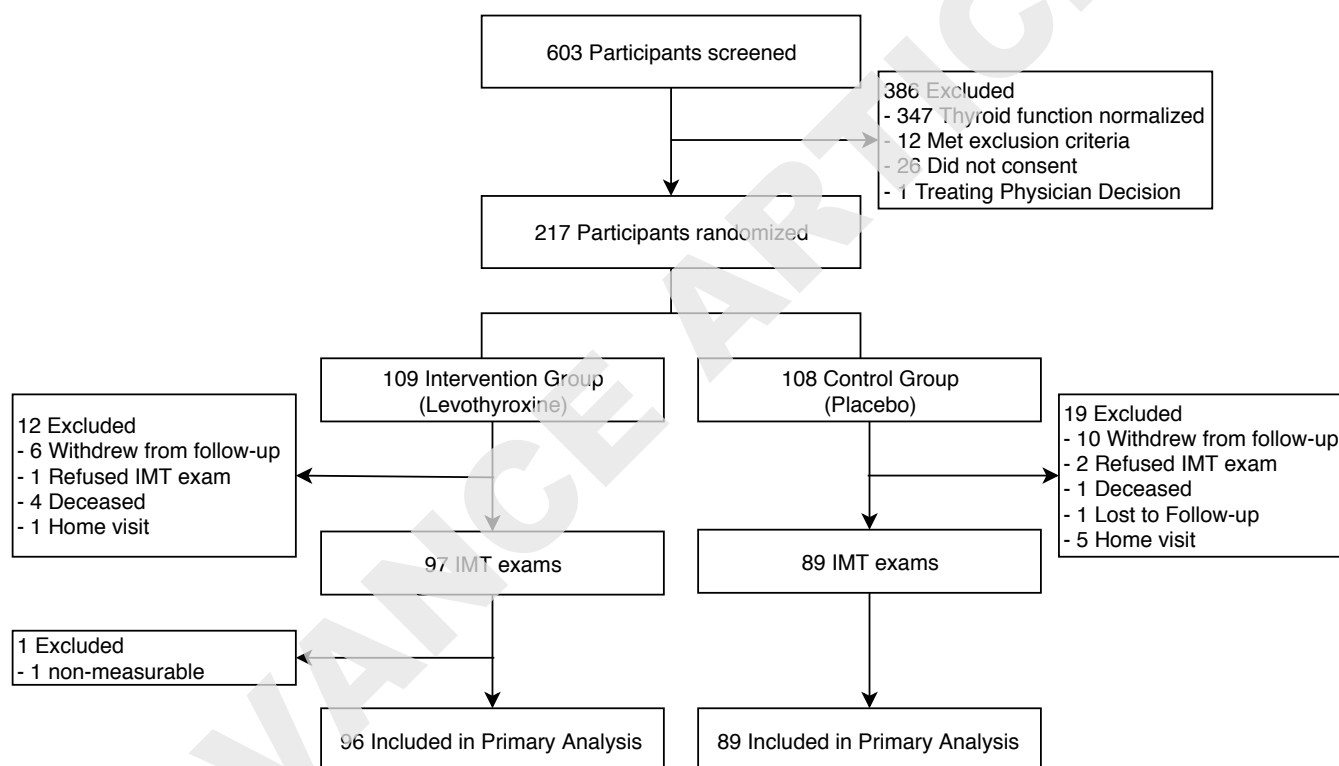 603 Participants screened
386 Excluded
- 347 Thyroid function normalized
- 12 Met exclusion criteria
- 26 Did not consent
- 1 Treating Physician Decision
217 Participants randomized
109 Intervention Group
(Levothyroxine)
108 Control Group
(Placebo)
12 Excluded
- 6 Withdrew from follow-up
- 1 Refused IMT exam
- 4 Deceased
- 1 Home visit
19 Excluded
- 10 Withdrew from follow-up
- 2 Refused IMT exam
- 1 Deceased
- 1 Lost to Follow-up
- 5 Home visit
97 IMT exams
89 IMT exams
1 Excluded
- 1 non-measurable
96 Included in Primary Analysis
89 Included in Primary Analysis
VANCE ARTIC